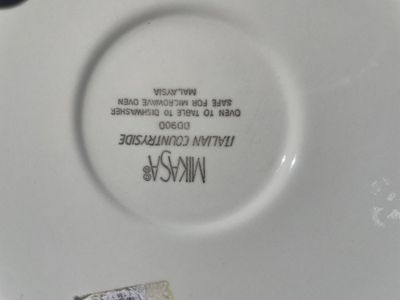 MIKASA®
ITALIAN COUNTRYSIDE
DD900
OVEN TO TABLE TO DISHWASHER
SAFE FOR MICROWAVE OVEN
MALAYSIA